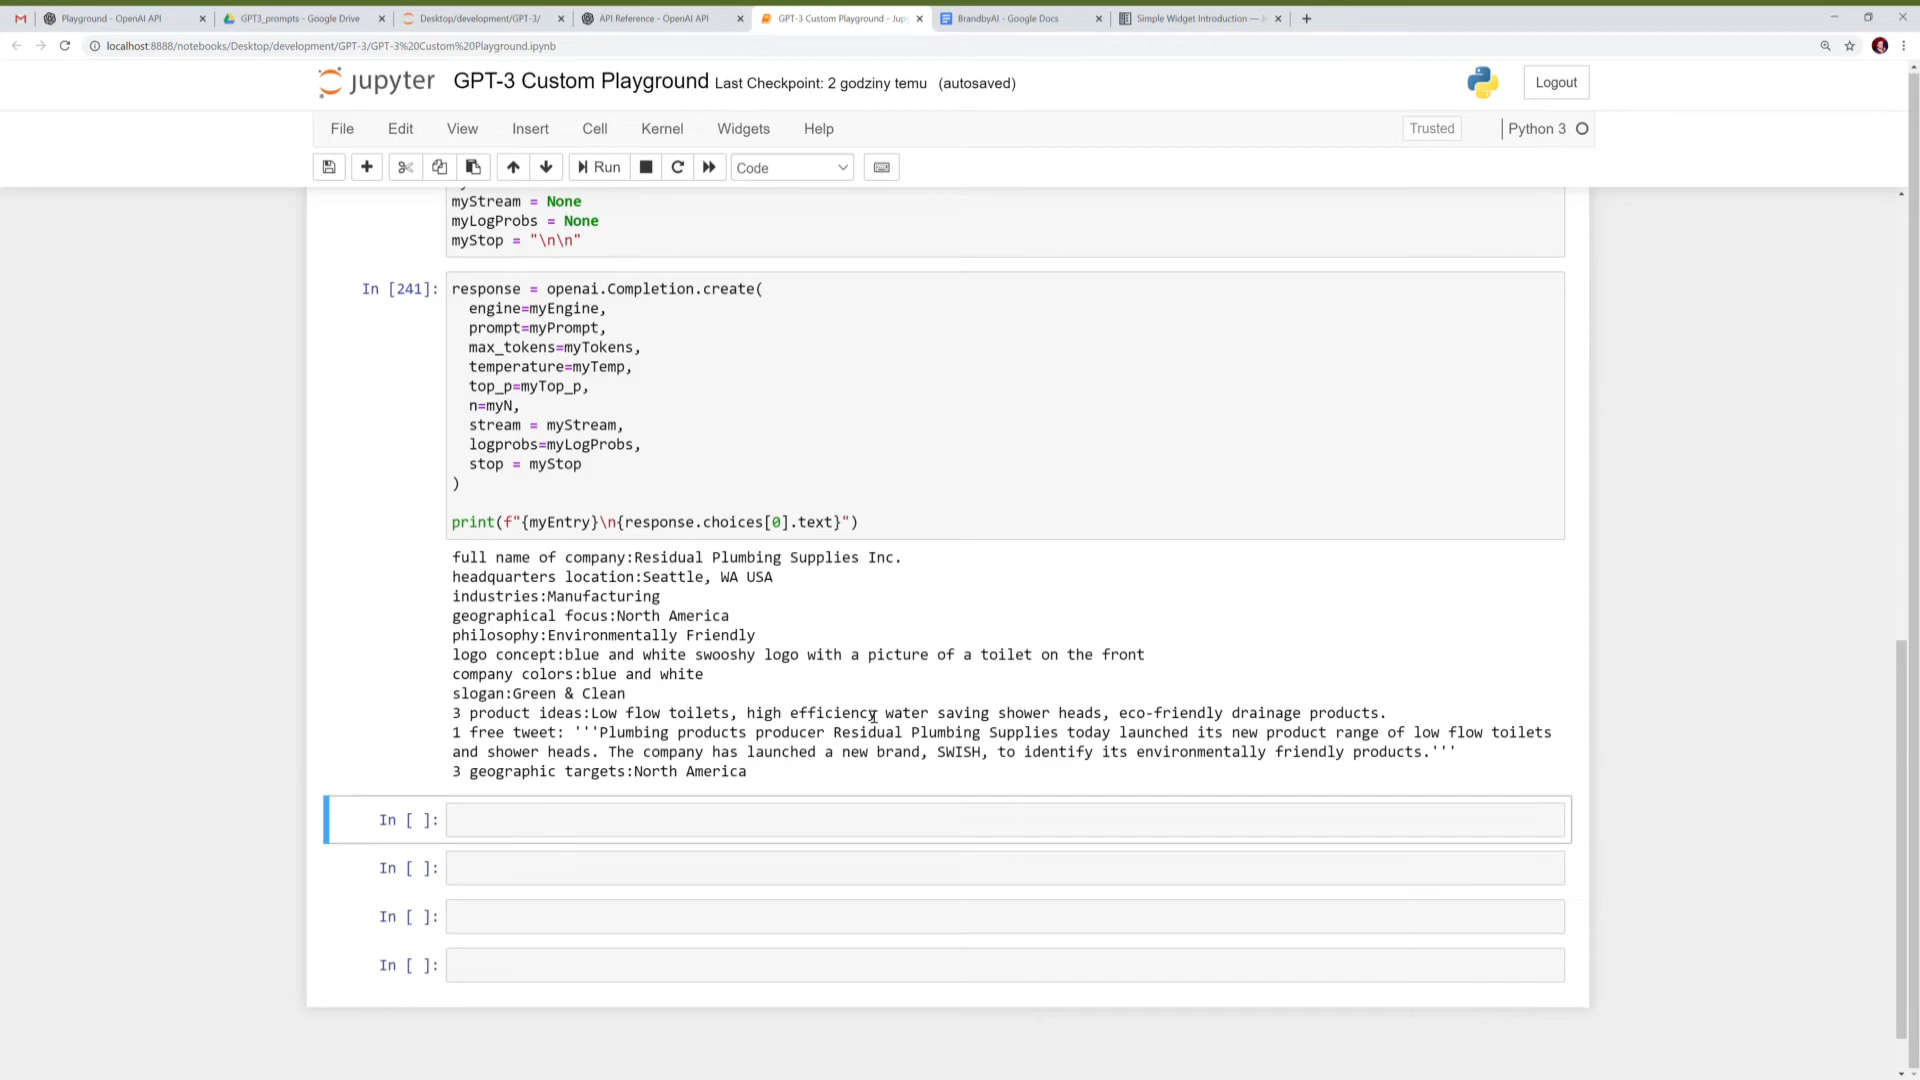 Playground - OpenAI API
GPT3_prompts - Google Drive
Desktop/development/GPT-3/
API Reference - OpenAI API
GPT-3 Custom Playground - Jup
BrandbyAI - Google Docs
Simple Widget Introduction —
localhost:8888/notebooks/Desktop/development/GPT-3/GPT-3%20Custom%20Playground.ipynb
jupyter GPT-3 Custom Playground Last Checkpoint: 2 godziny temu (autosaved)
Logout
File Edit View Insert Cell Kernel Widgets Help
Trusted
Python 3
Run
Code
myStream = None
myLogProbs = None
myStop = "\n\n"
In [241]: response = openai.Completion.create(
engine=myEngine,
prompt=myPrompt,
max_tokens=myTokens,
temperature=myTemp,
top_p=myTop_p,
n=myN,
stream = myStream,
logprobs=myLogProbs,
stop = myStop
)
print(f"{myEntry}\n{response.choices[0].text}")
full name of company:Residual Plumbing Supplies Inc.
headquarters location:Seattle, WA USA
industries:Manufacturing
geographical focus:North America
philosophy:Environmentally Friendly
logo concept:blue and white swooshy logo with a picture of a toilet on the front
company colors:blue and white
slogan:Green & Clean
3 product ideas:Low flow toilets, high efficiency water saving shower heads, eco-friendly drainage products.
1 free tweet: '''Plumbing products producer Residual Plumbing Supplies today launched its new product range of low flow toilets
and shower heads. The company has launched a new brand, SWISH, to identify its environmentally friendly products.'''
3 geographic targets:North America
In [ ]:
In [ ]:
In [ ]:
In [ ]: